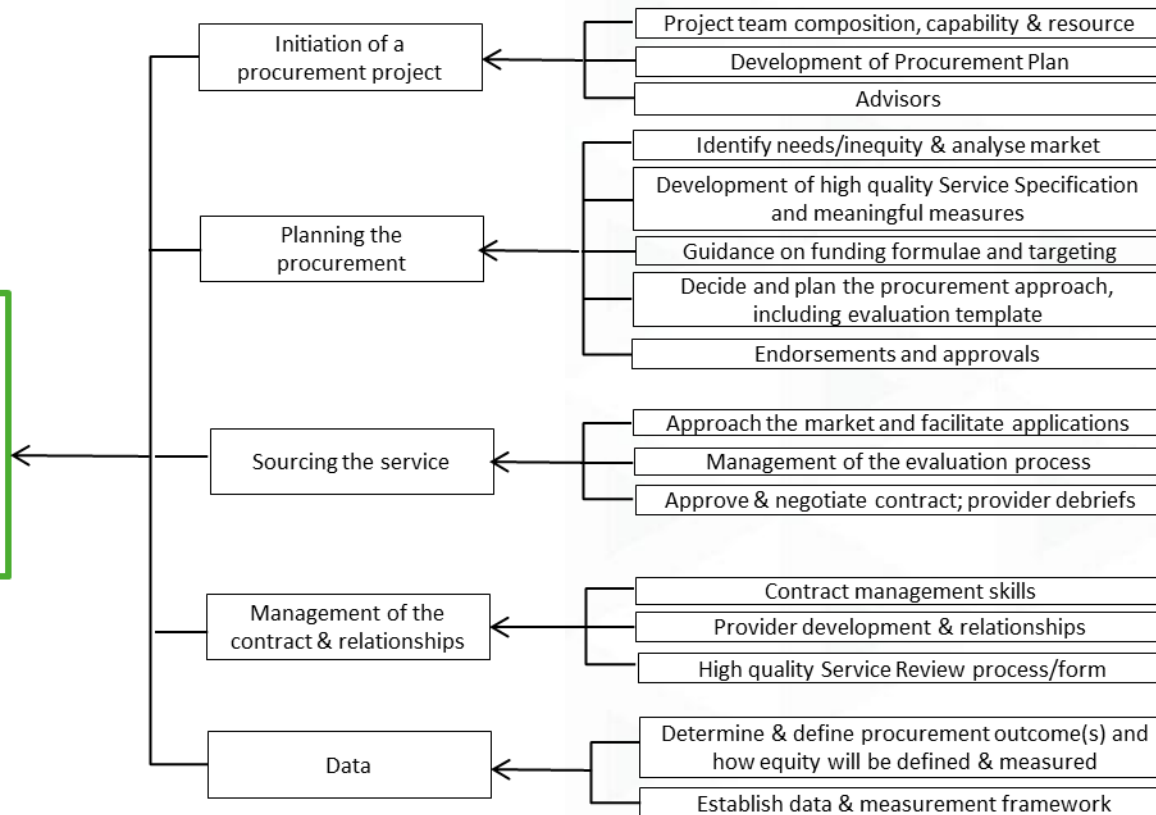 Initiation of a
procurement project
Project team composition, capability & resource
Development of Procurement Plan
Advisors
Planning the
procurement
Identify needs/inequity & analyse market
Development of high quality Service Specification
and meaningful measures
Guidance on funding formulae and targeting
Decide and plan the procurement approach,
including evaluation template
Endorsements and approvals
Sourcing the service
Approach the market and facilitate applications
Management of the evaluation process
Approve & negotiate contract; provider debriefs
Management of the
contract & relationships
Contract management skills
Provider development & relationships
High quality Service Review process/form
Data
Determine & define procurement outcome(s) and
how equity will be defined & measured
Establish data & measurement framework